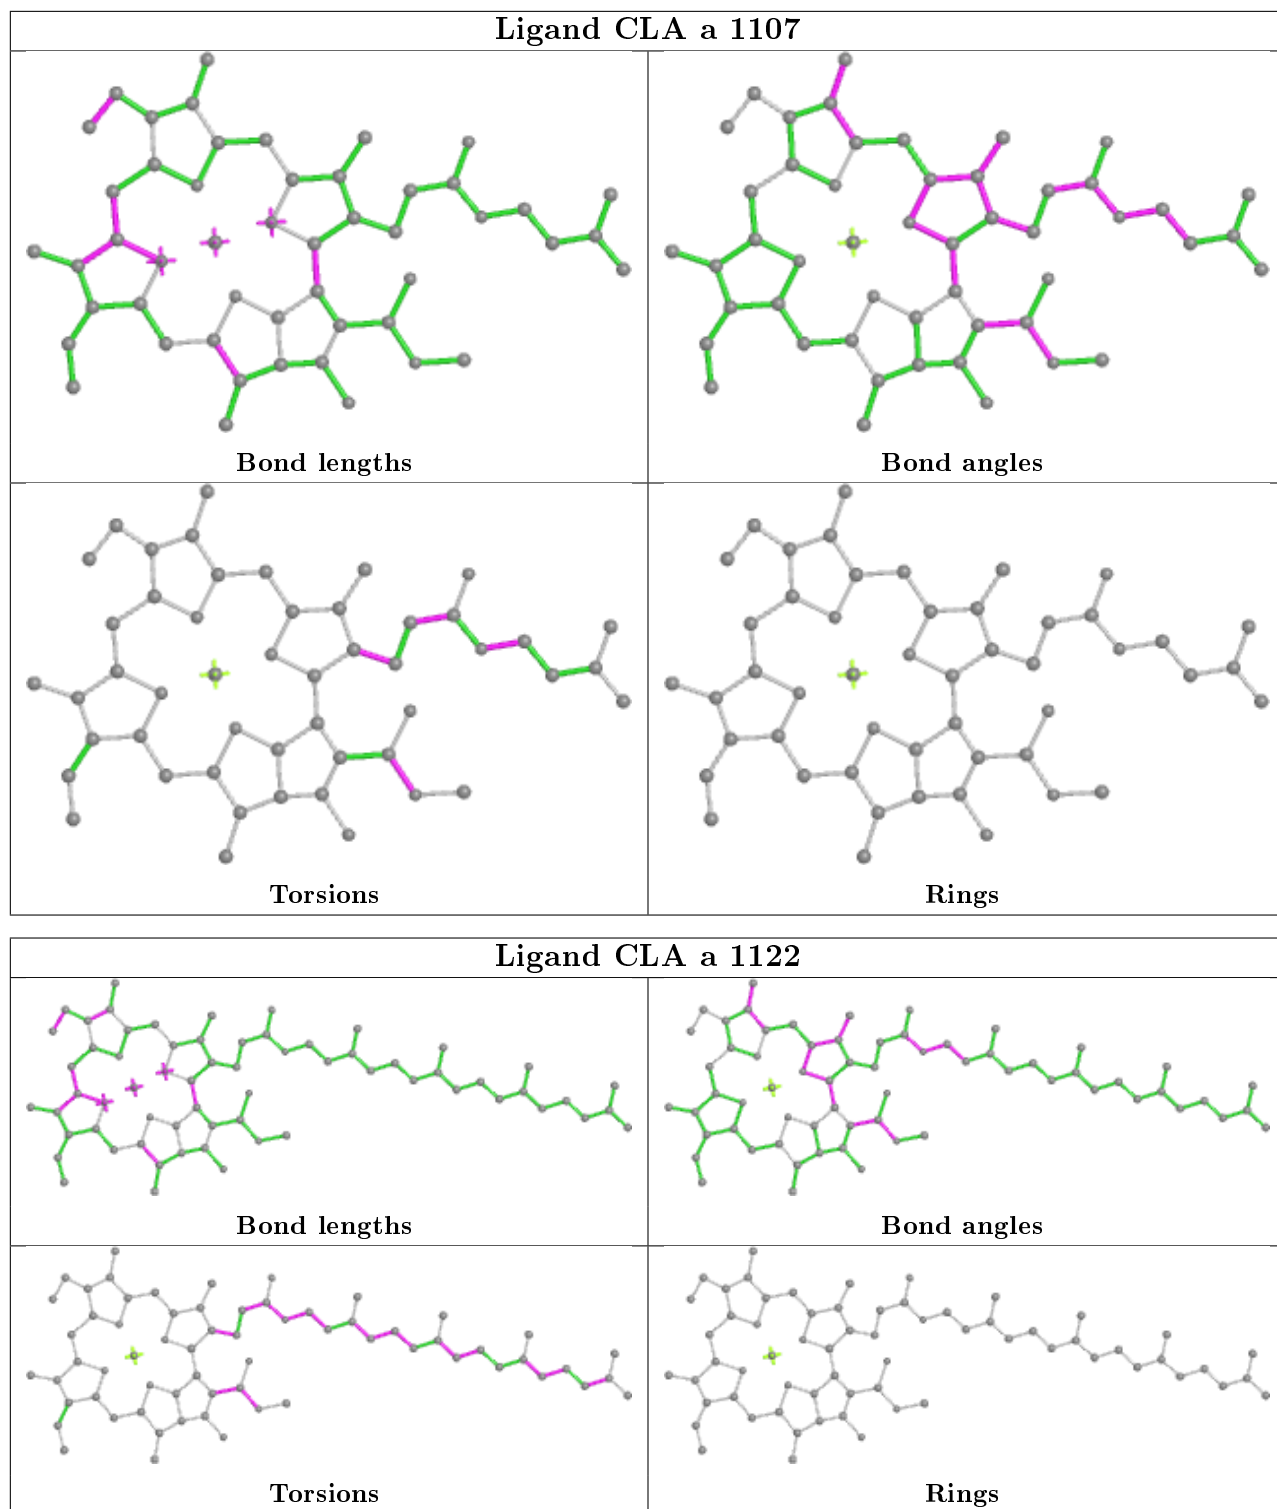 Ligand CLA a 1107
Bond lengths
Bond angles
Torsions
Rings
Ligand CLA a 1122
Bond lengths
Bond angles
Torsions
Rings